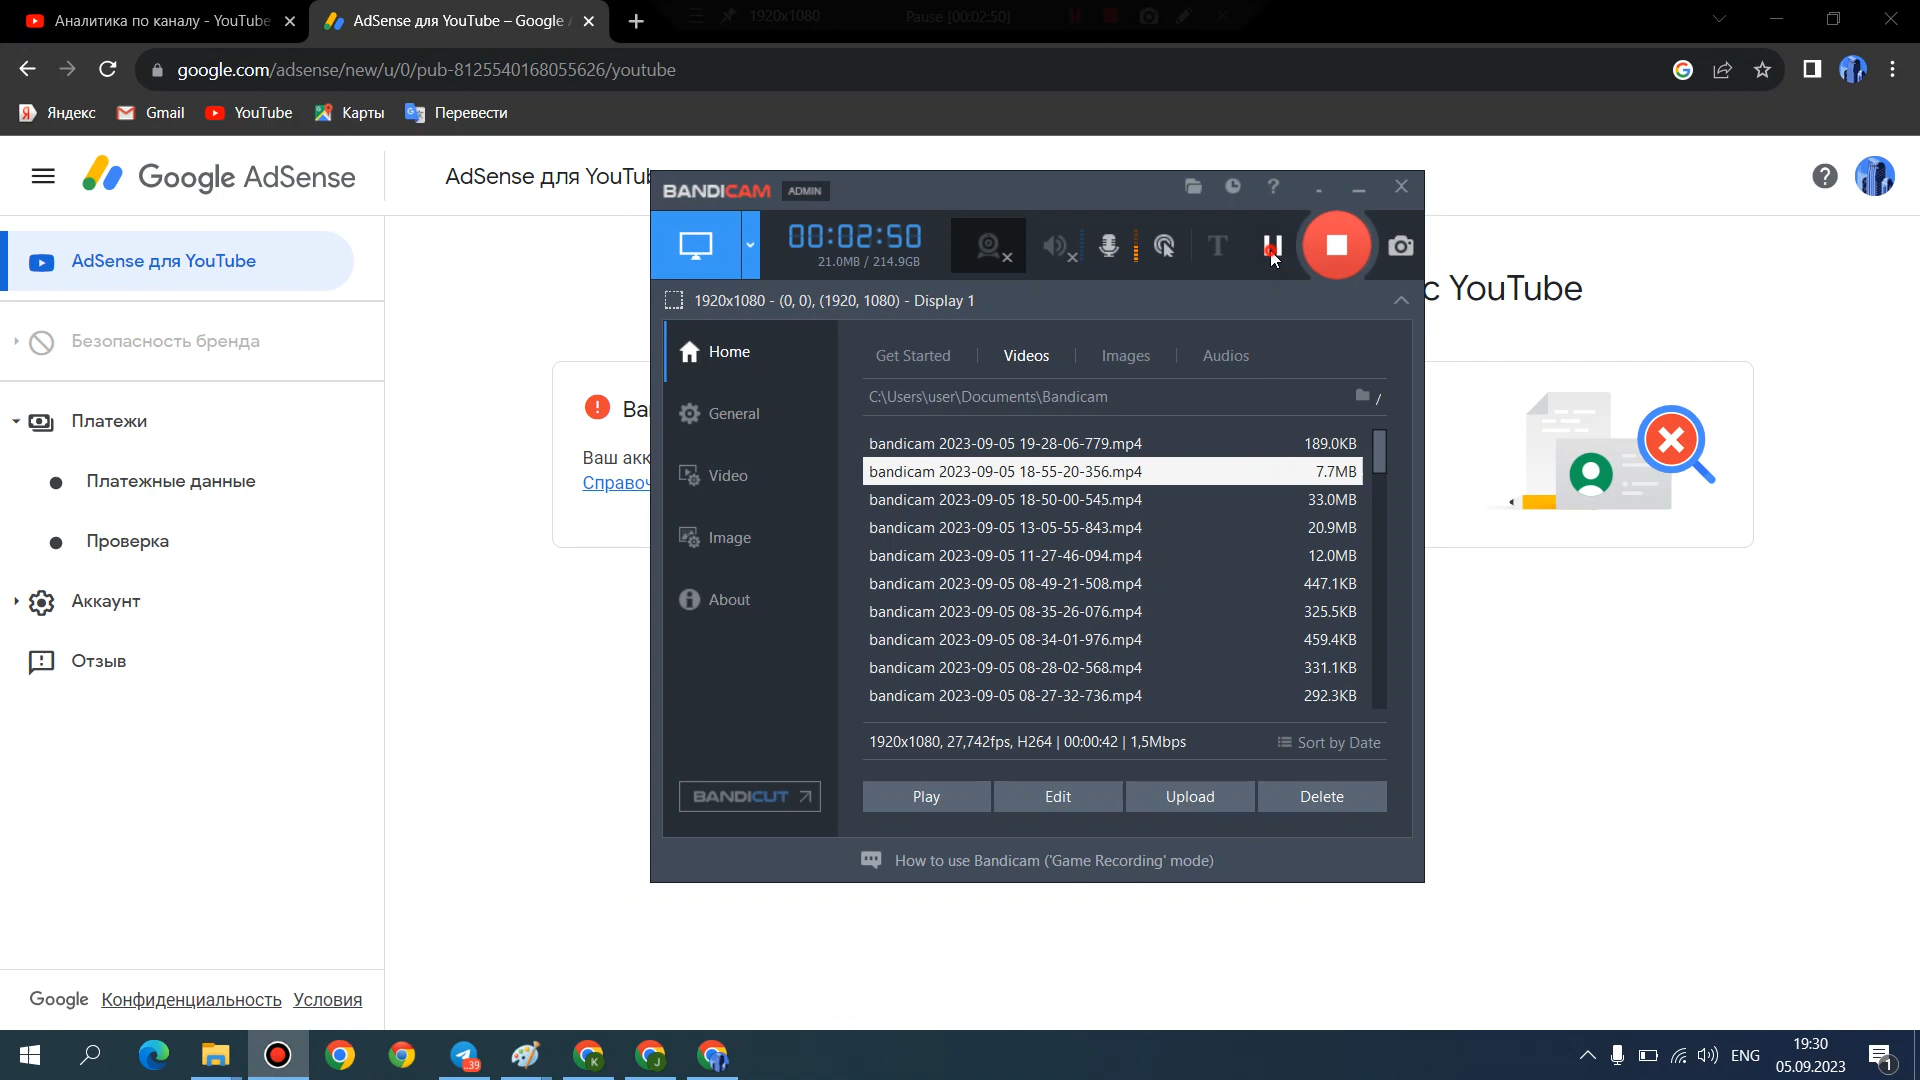 Аналитика по каналу - YouTube
AdSense для YouTube – Google A
1920x1080
Pause [00:02:50]
google.com/adsense/new/u/0/pub-8125540168055626/youtube
Яндекс
Gmail
YouTube
Карты
Перевести
Google AdSense
AdSense для YouTub
AdSense для YouTube
Безопасность бренда
Платежи
Платежные данные
Проверка
Аккаунт
Отзыв
Google Конфиденциальность Условия
с YouTube
Ваш акк
BANDICAM ADMIN
00:02:50
21.0MB / 214.9GB
1920x1080 - (0, 0), (1920, 1080) - Display 1
Home
General
Video
Image
About
BANDICUT
Get Started
Videos
Images
Audios
C:\Users\user\Documents\Bandicam
bandicam 2023-09-05 19-28-06-779.mp4 189.0KB
bandicam 2023-09-05 18-55-20-356.mp4 7.7MB
bandicam 2023-09-05 18-50-00-545.mp4 33.0MB
bandicam 2023-09-05 13-05-55-843.mp4 20.9MB
bandicam 2023-09-05 11-27-46-094.mp4 12.0MB
bandicam 2023-09-05 08-49-21-508.mp4 447.1KB
bandicam 2023-09-05 08-35-26-076.mp4 325.5KB
bandicam 2023-09-05 08-34-01-976.mp4 459.4KB
bandicam 2023-09-05 08-28-02-568.mp4 331.1KB
bandicam 2023-09-05 08-27-32-736.mp4 292.3KB
1920x1080, 27,742fps, H264 | 00:00:42 | 1,5Mbps
Sort by Date
Play
Edit
Upload
Delete
How to use Bandicam ('Game Recording' mode)
39
K
J
ENG
19:30
05.09.2023
1